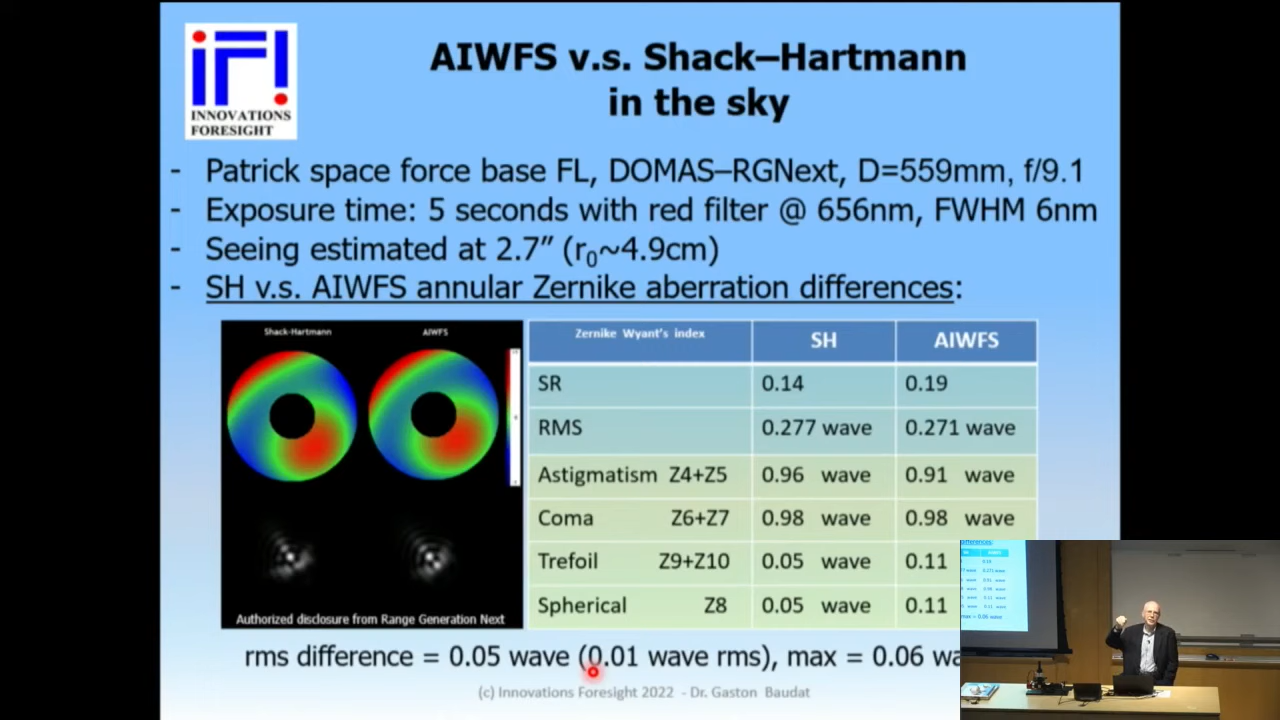 iF!
INNOVATIONS
FORESIGHT
AIWFS v.s. Shack–Hartmann
in the sky
- Patrick space force base FL, DOMAS–RGNext, D=559mm, f/9.1
- Exposure time: 5 seconds with red filter @ 656nm, FWHM 6nm
- Seeing estimated at 2.7” (r0~4.9cm)
- SH v.s. AIWFS annular Zernike aberration differences:
Shack-Hartmann AIWFS
Authorized disclosure from Range Generation Next
Zernike Wyant's index SH AIWFS
SR 0.14 0.19
RMS 0.277 wave 0.271 wave
Astigmatism Z4+Z5 0.96 wave 0.91 wave
Coma Z6+Z7 0.98 wave 0.98 wave
Trefoil Z9+Z10 0.05 wave 0.11
Spherical Z8 0.05 wave 0.11
rms difference = 0.05 wave (0.01 wave rms), max = 0.06 wa
(c) Innovations Foresight 2022 - Dr. Gaston Baudat